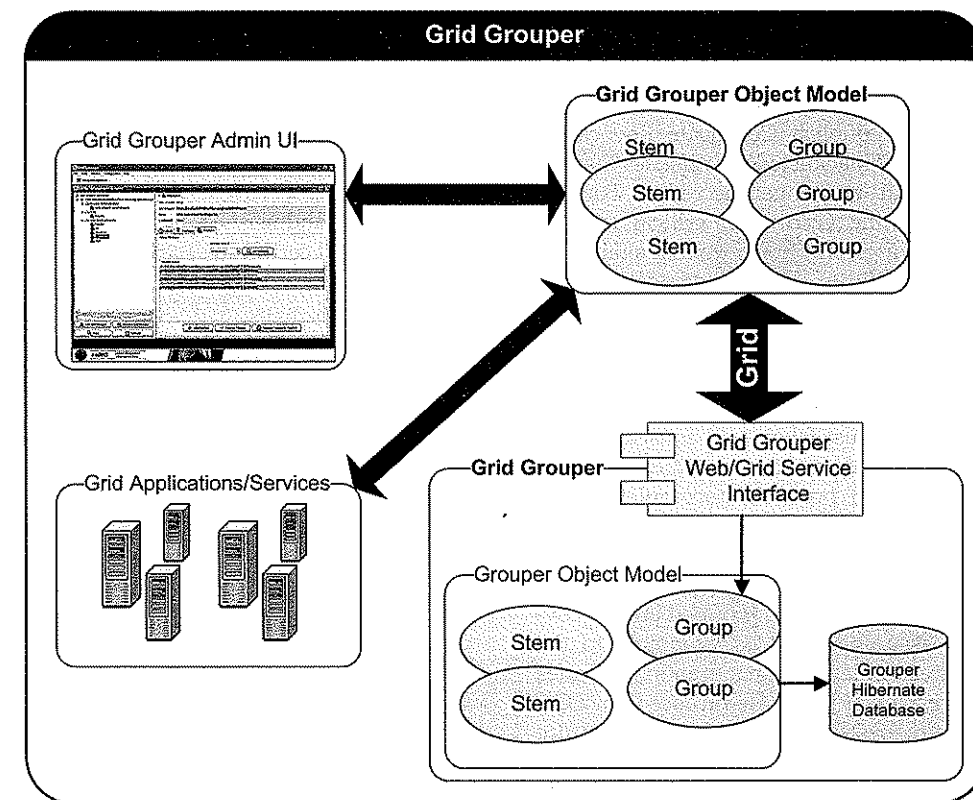 Grid Grouper
Grid Grouper Admin UI
Grid Grouper Object Model
Stem
Group
Stem
Group
Stem
Group
Grid
Grid Grouper
Web/Grid Service
Interface
Grid Grouper
Grid Applications/Services
Grouper Object Model
Stem
Group
Stem
Group
Grouper
Hibernate
Database